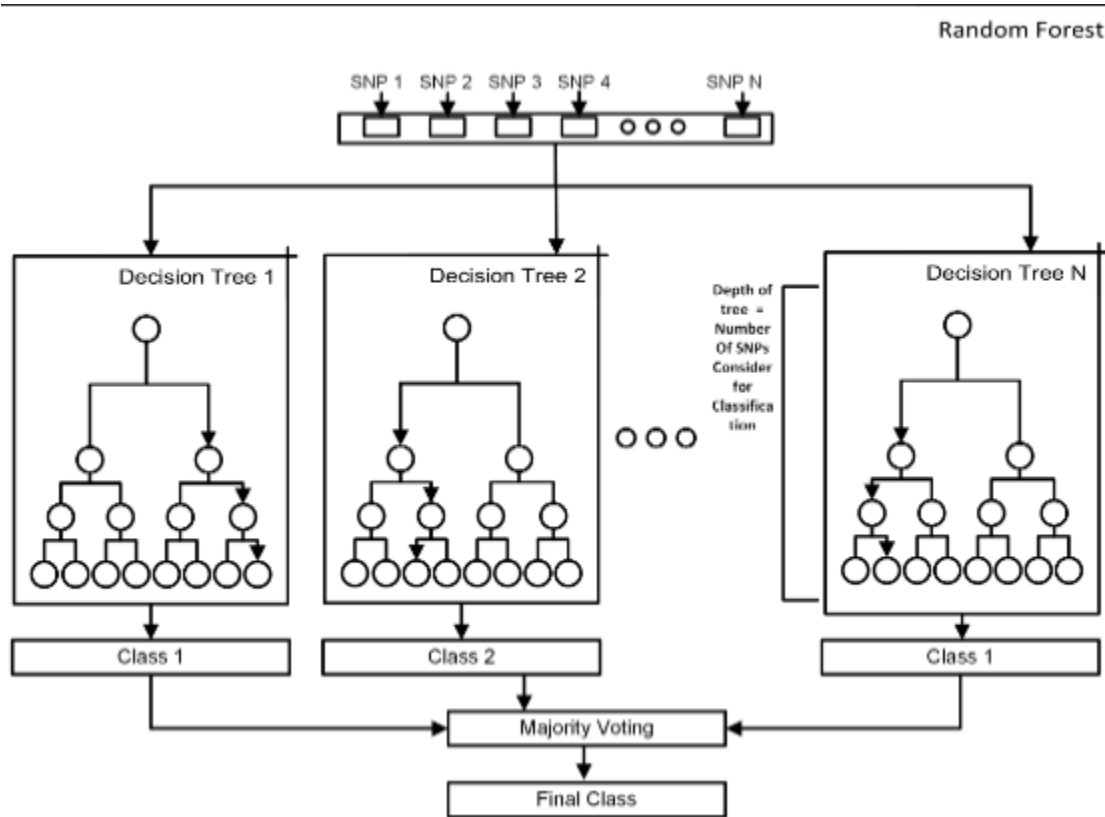 Random Forest
SNP 1 SNP 2 SNP 3 SNP 4 SNP N
Decision Tree 1
Decision Tree 2
Depth of
tree =
Number
Of SNPs
Consider
for
Classifica
tion
Decision Tree N
Class 1
Class 2
Class 1
Majority Voting
Final Class